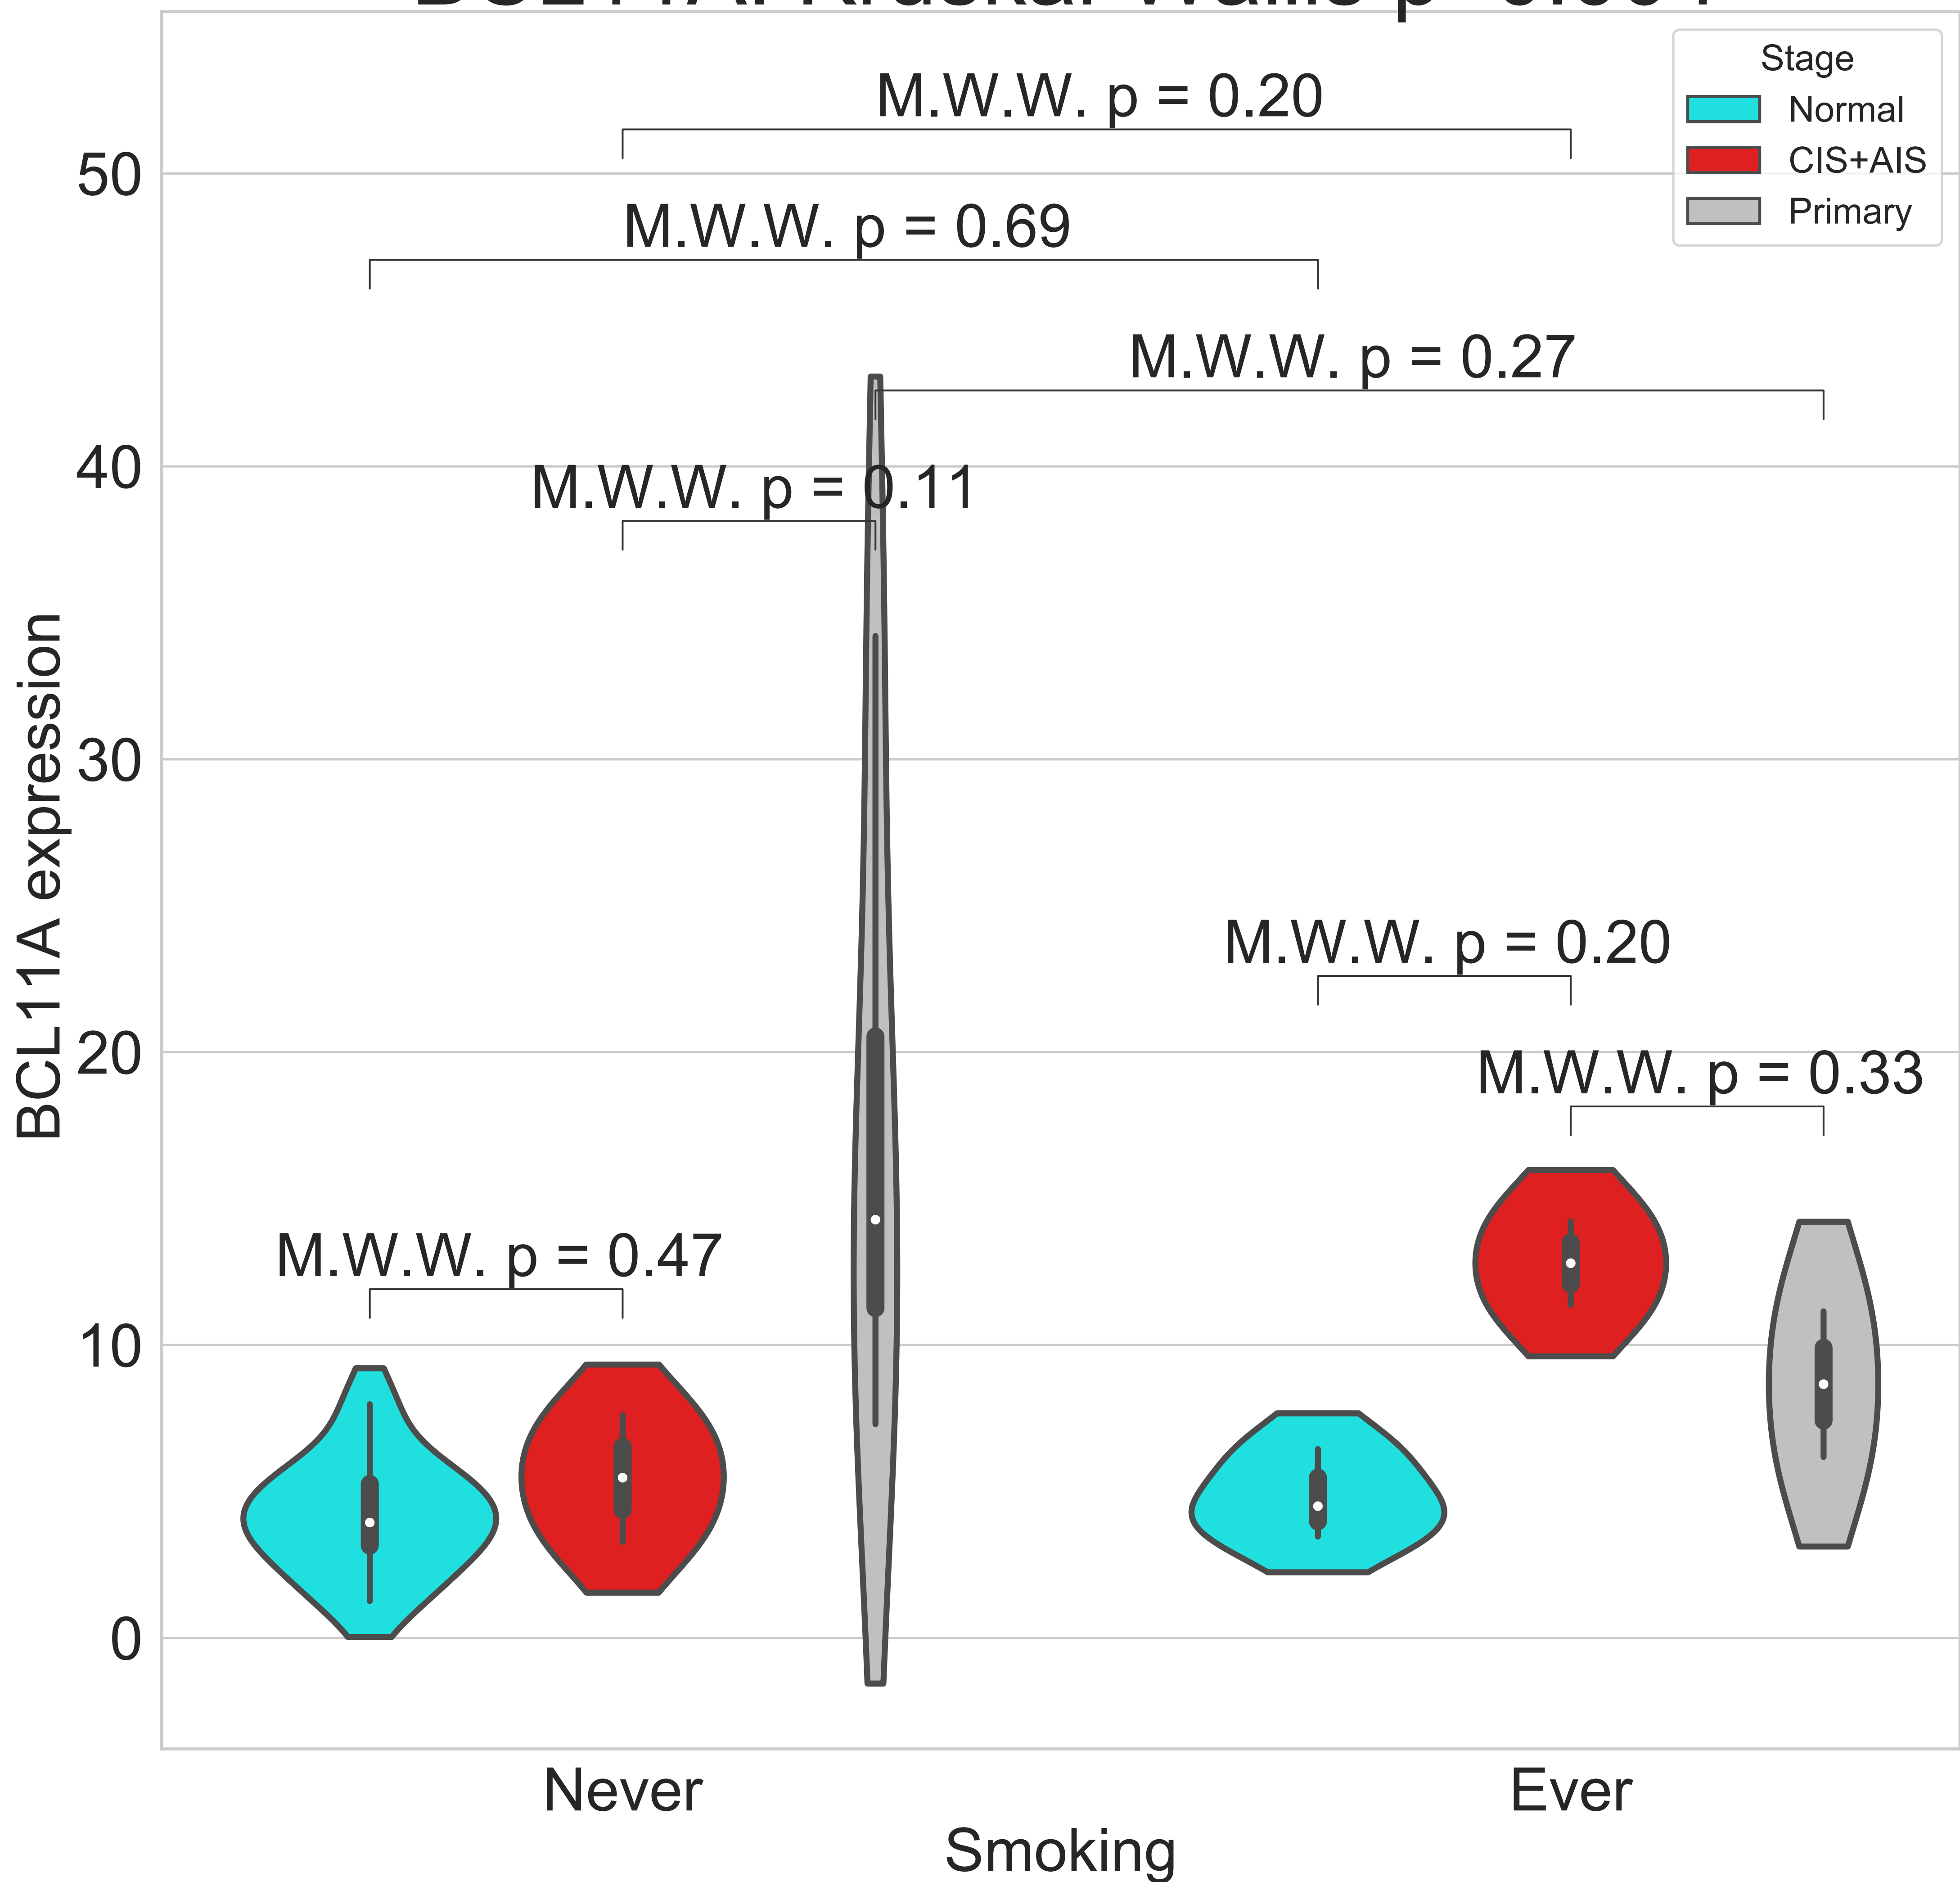 Stage
Normal
CIS+AIS
Primary
M.W.W. p = 0.20
M.W.W. p = 0.69
M.W.W. p = 0.27
M.W.W. p = 0.11
M.W.W. p = 0.20
M.W.W. p = 0.33
M.W.W. p = 0.47
BCL11A expression
50
40
30
20
10
0
Never
Ever
Smoking